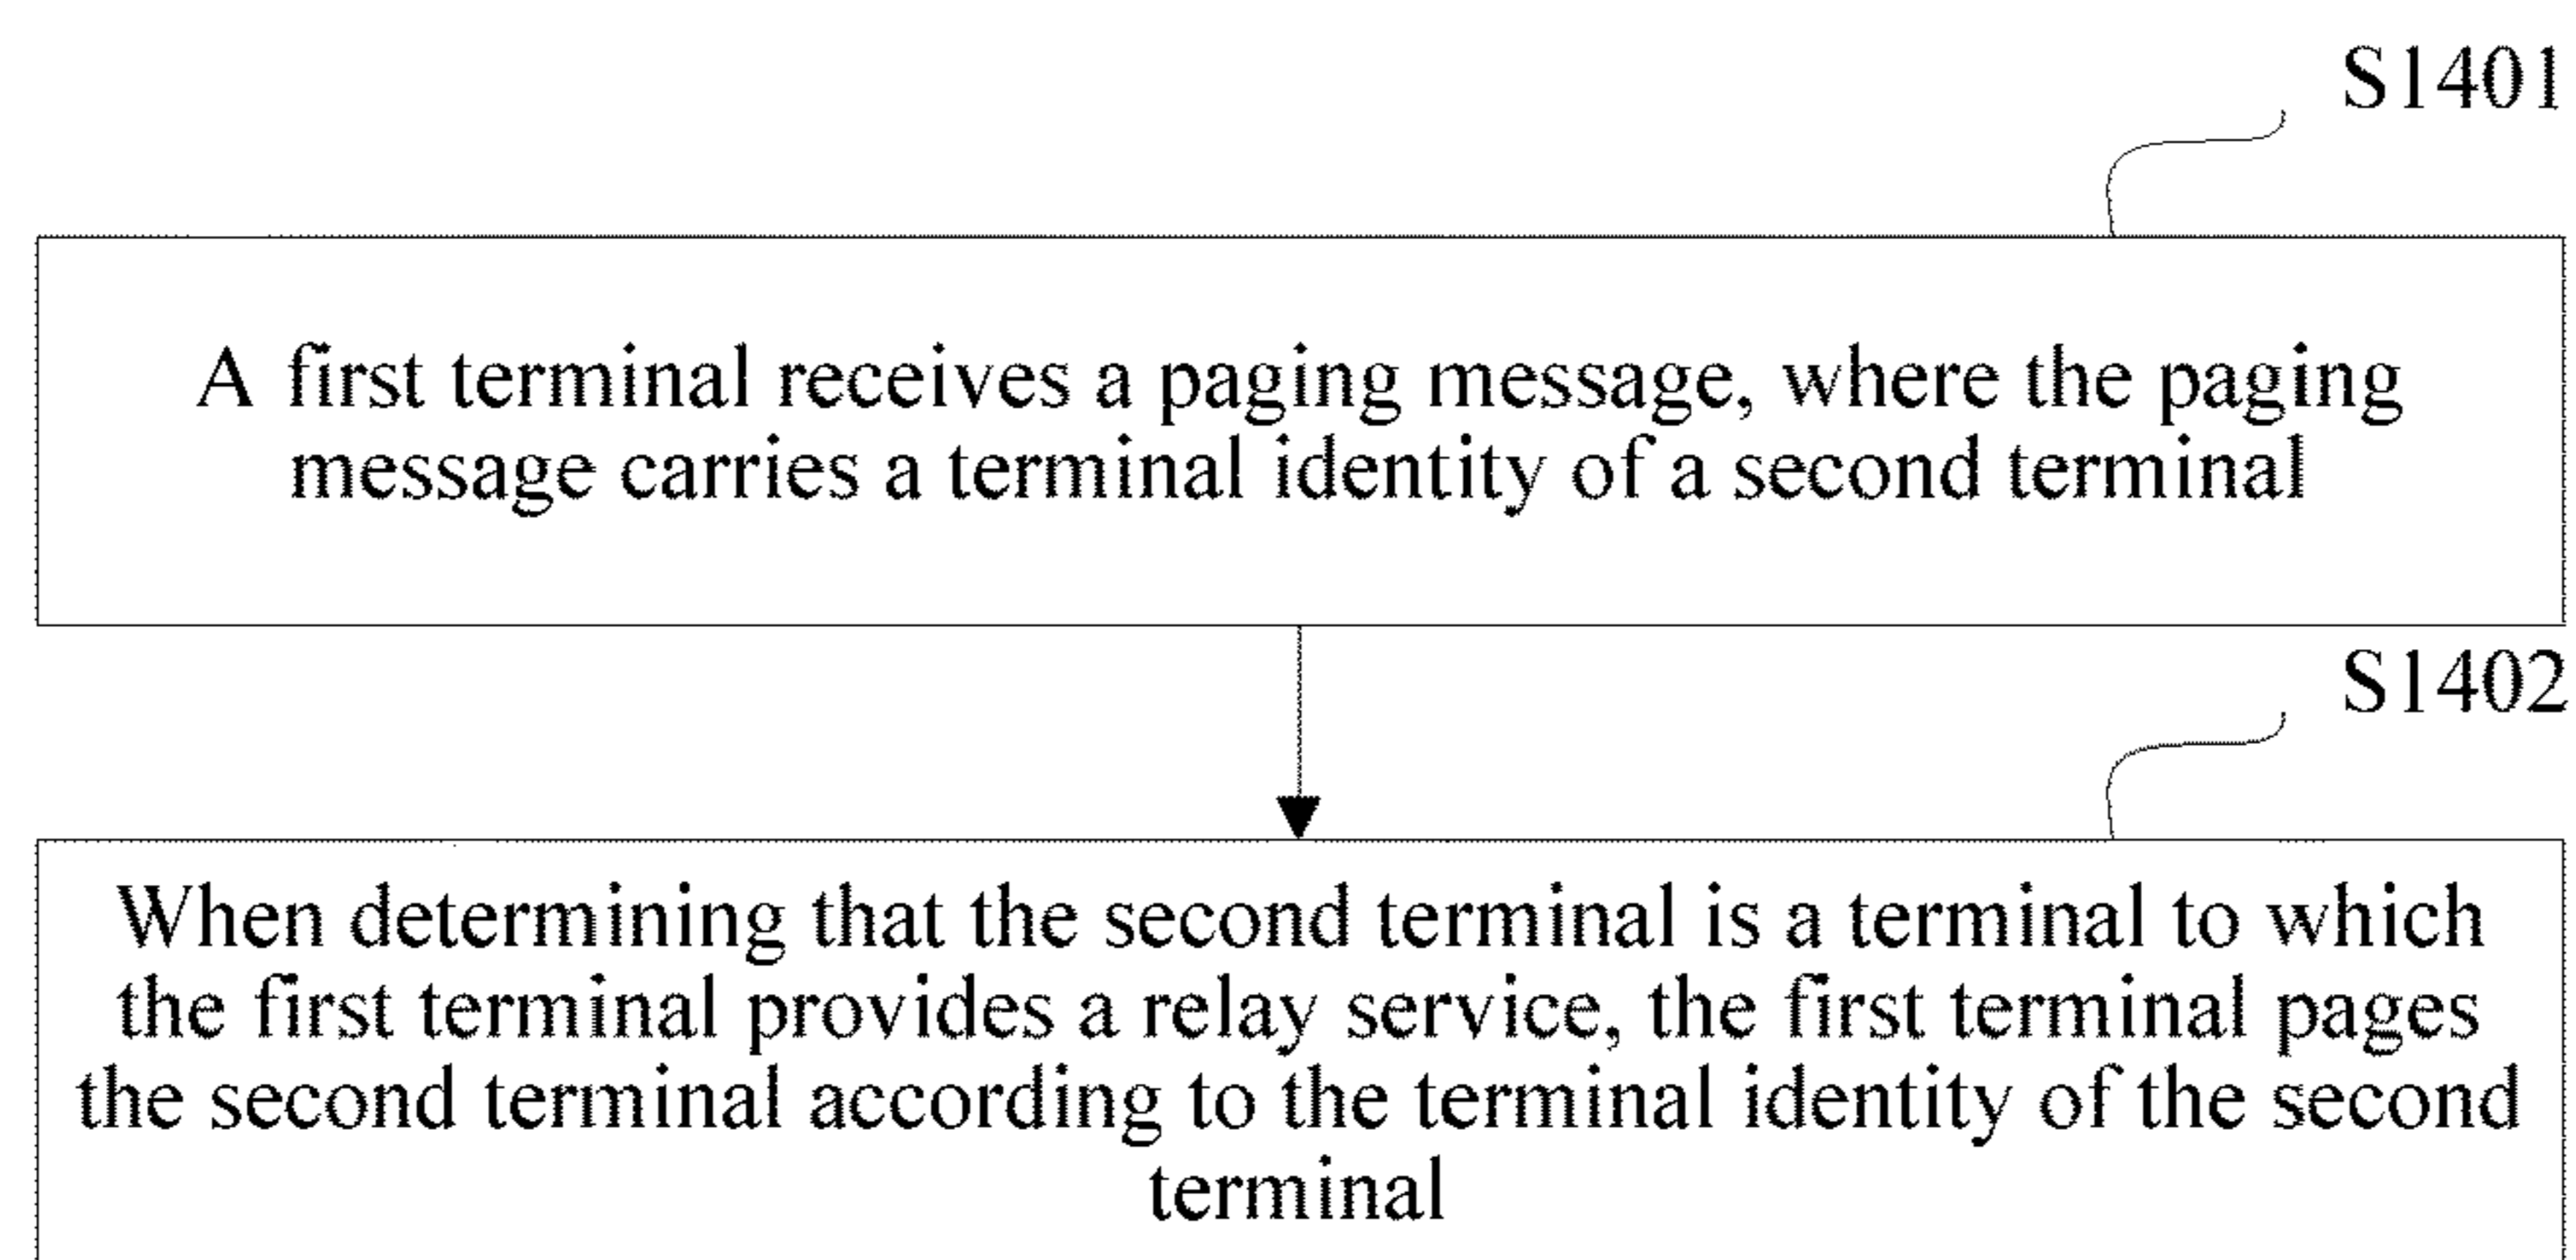 S1401
A first terminal receives a paging message, where the paging
message carries a terminal identity of a second terminal
S1402
When determining that the second terminal is a terminal to which
the first terminal provides a relay service, the first terminal pages
the second terminal according to the terminal identity of the second
terminal